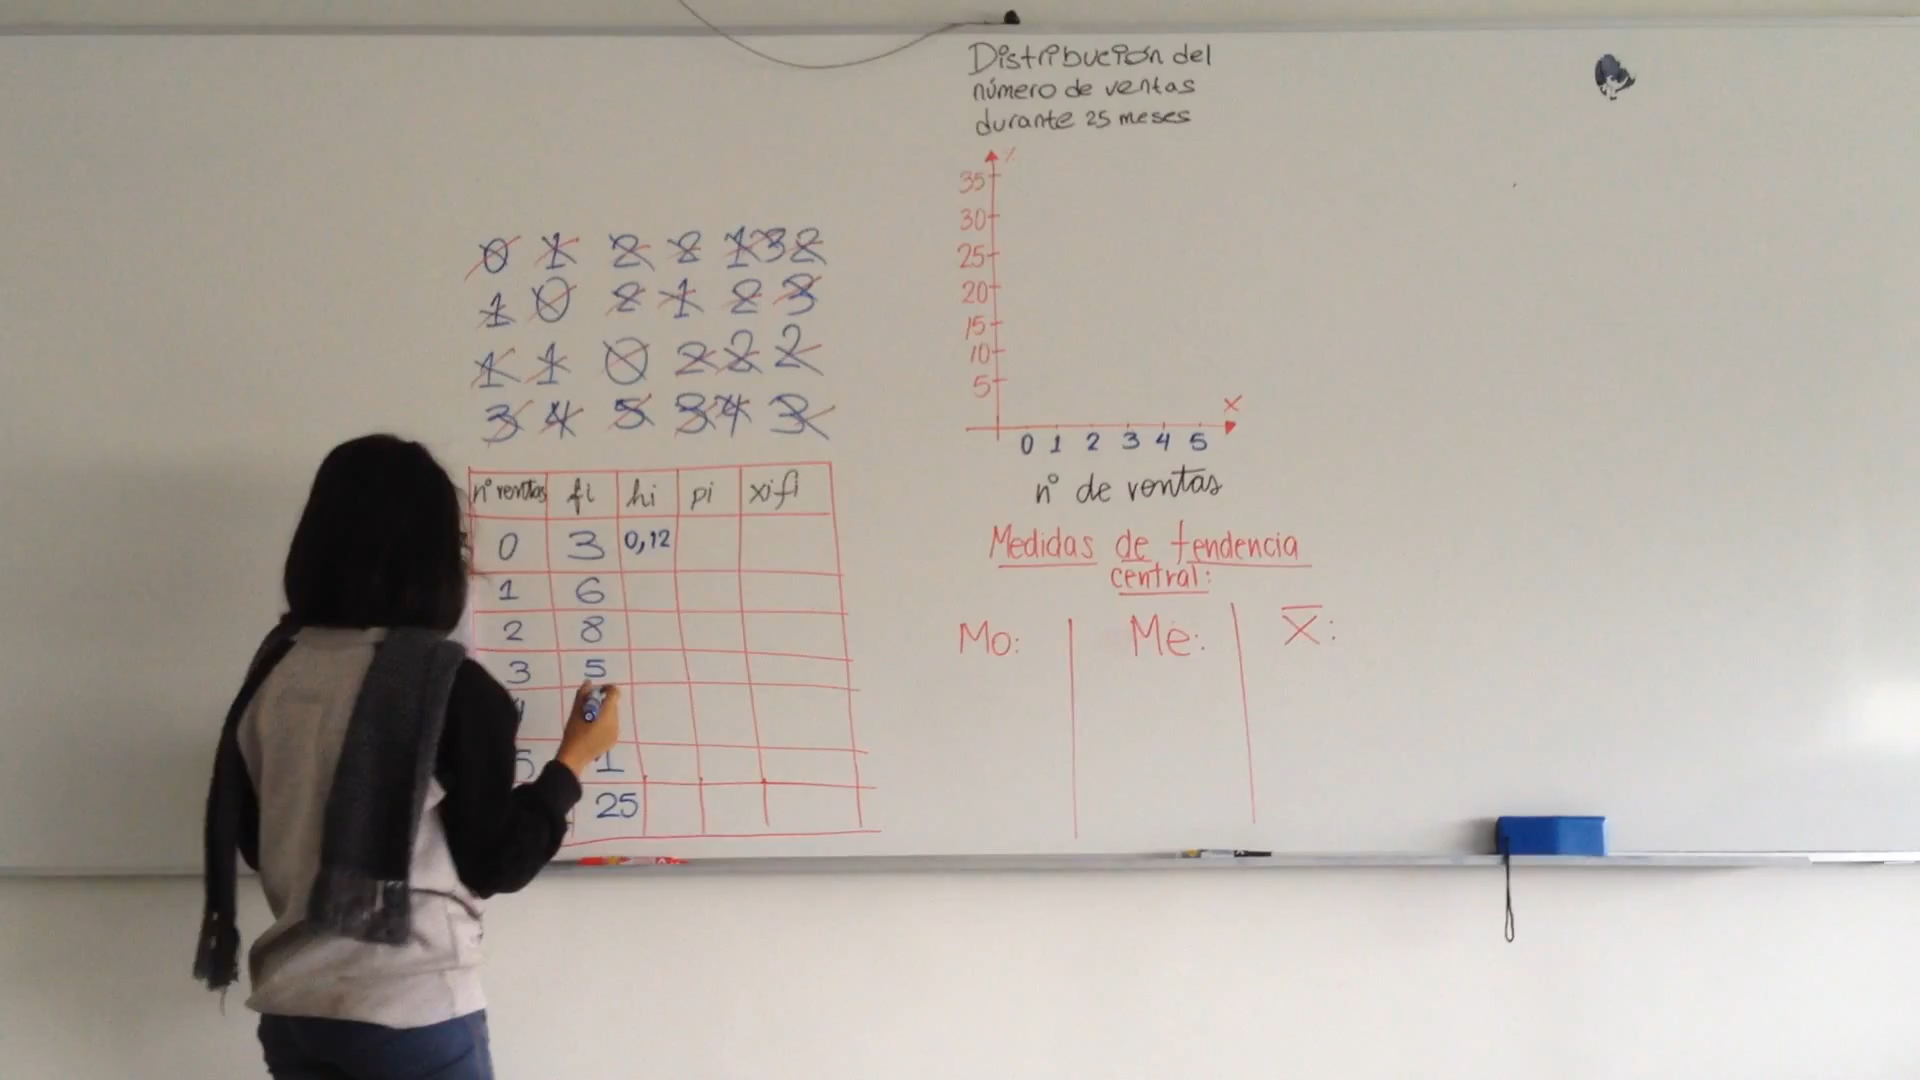 Distribución del
número de ventas
durante 25 meses
0 1 2 2 1 3 2
1 0 2 1 2 3
1 1 0 2 2 2
3 4 5 3 4 3
n° ventas fi hi pi xifi
0 3 0,12
1 6
2 8
3 5
5 1
25
%
35
30
25
20
15
10
5
x
0 1 2 3 4 5
n° de ventas
Medidas de tendencia
central:
Mo: Me: X̅: